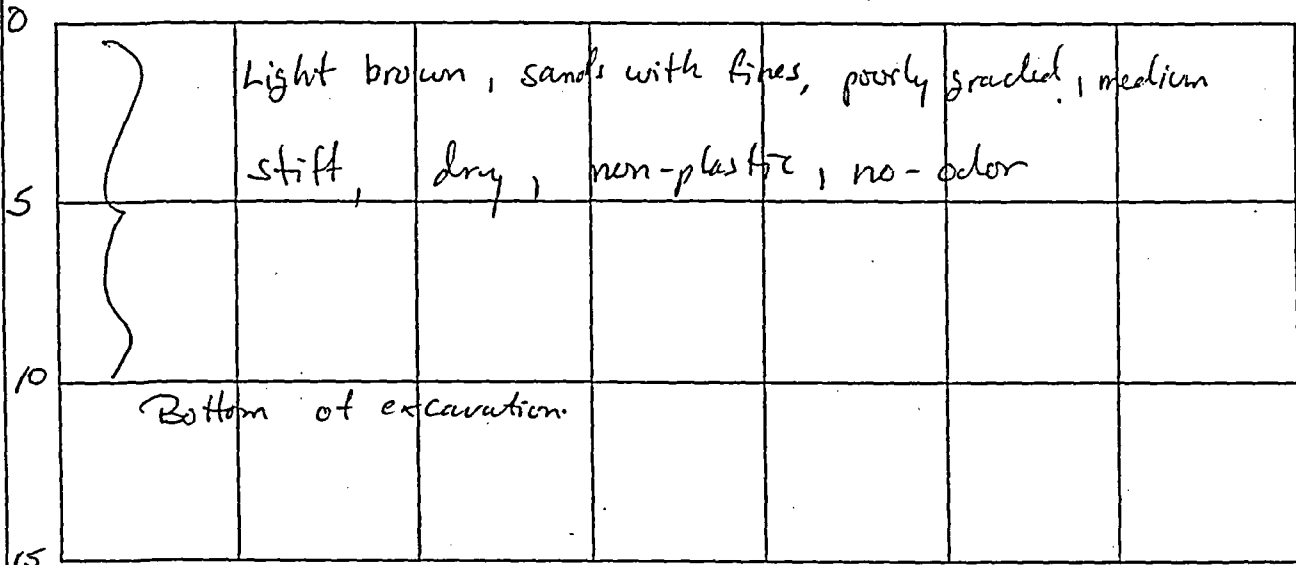 0
Light brown, sands with fines, poorly graded, medium
stiff, dry, non-plastic, no-odor
5
10
Bottom of excavation.
15